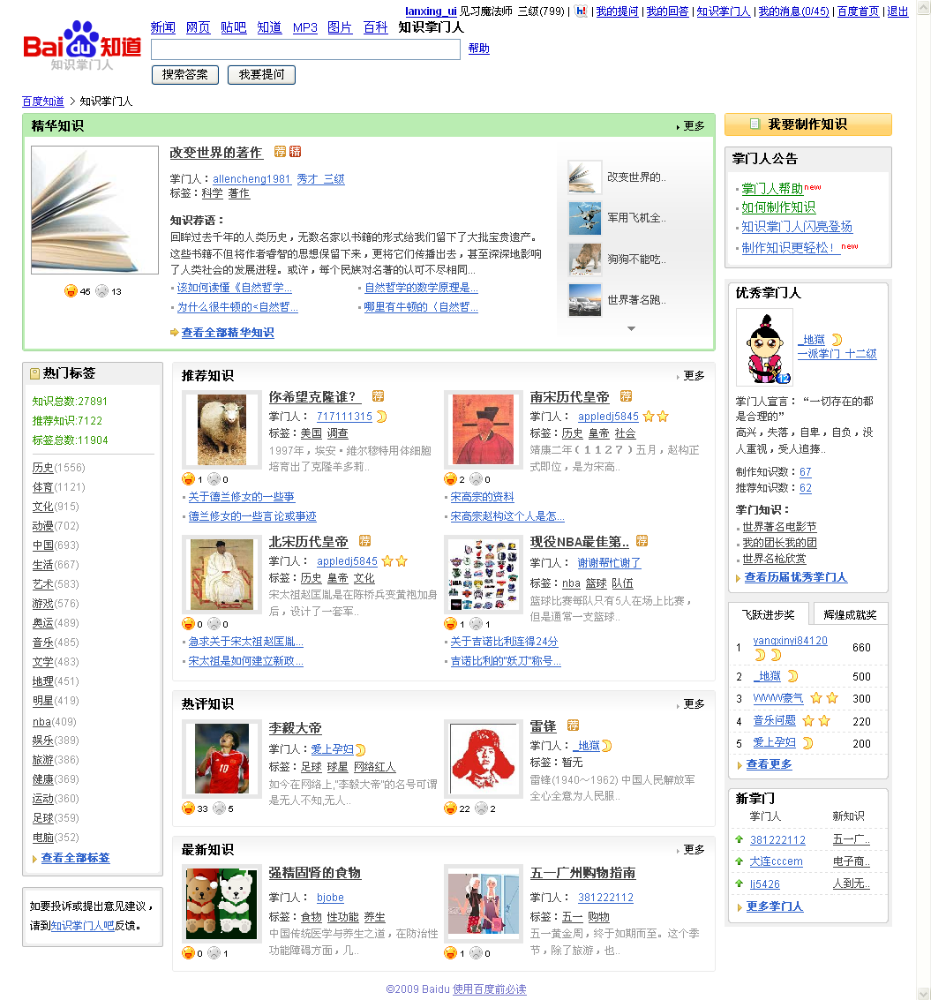 lanxing_ui 见习魔法师 三级(799) | | 我的提问 | 我的回答 | 知识掌门人 | 我的消息(0/45) | 百度首页 | 退出
Bai du 知道
知识掌门人
新闻 网页 贴吧 知道 MP3 图片 百科 知识掌门人
帮助
搜索答案 我要提问
百度知道 > 知识掌门人
精华知识 更多
改变世界的著作 荐 精
掌门人：allencheng1981 秀才 三级
标签：科学 著作
知识荐语：
回眸过去千年的人类历史，无数名家以书籍的形式给我们留下了大批宝贵遗产。
这些书籍不但将作者睿智的思想保留下来，更将它们传播出去，甚至深深地影响
了人类社会的发展进程。或许，每个民族对名著的认可不尽相同...
45 13
该如何读懂《自然哲学... 自然哲学的数学原理是...
为什么很牛顿的<自然哲... 哪里有牛顿的〈自然哲...
查看全部精华知识
改变世界的..
军用飞机全..
狗狗不能吃..
世界著名跑..
热门标签
知识总数:27891
推荐知识:7122
标签总数:11904
历史(1556)
体育(1121)
文化(915)
动漫(702)
中国(693)
生活(667)
艺术(583)
游戏(576)
奥运(489)
音乐(485)
文学(483)
地理(451)
明星(419)
nba(409)
娱乐(389)
旅游(386)
健康(369)
运动(360)
足球(359)
电脑(352)
查看全部标签
如要投诉或提出意见建议，
请到知识掌门人吧反馈。
推荐知识 更多
你希望克隆谁？ 荐
掌门人： 717111315
标签：美国 调查
1997年，埃安·维尔穆特用体细胞
培育出了克隆羊多莉..
1 0
关于德兰修女的一些事
德兰修女的一些言论或事迹
南宋历代皇帝 荐
掌门人： appledj5845
标签：历史 皇帝 社会
靖康二年(１１２７)五月，赵构正
式即位，是为宋高..
2 0
宋高宗的资料
宋高宗赵构这个人是怎...
北宋历代皇帝 荐
掌门人： appledj5845
标签：历史 皇帝 文化
宋太祖赵匡胤是在陈桥兵变黄袍加身
后，设计了一套军..
0 0
急求关于宋太祖赵匡胤...
宋太祖是如何建立新政...
现役NBA最佳第.. 荐
掌门人： 谢谢帮忙谢了
标签：nba 篮球 队伍
篮球比赛每队只有5人在场上比赛，
但是通常一支篮球..
1 1
关于吉诺比利连得24分
吉诺比利的"妖刀"称号...
热评知识 更多
李毅大帝
掌门人：爱上孕妇
标签：足球 球星 网络红人
如今在网络上,"李毅大帝"的名号可谓
是无人不知,无人..
10
33 5
雷锋 荐
掌门人：_地獄
标签：暂无
雷锋(1940～1962) 中国人民解放军
全心全意为人民服..
22 2
最新知识 更多
强精固肾的食物
掌门人： bjobe
标签：食物 性功能 养生
中国传统医学与养生之道，在防治性
功能障碍方面，几..
0 1
五一广州购物指南
掌门人： 381222112
标签：五一 购物
五一黄金周，终于如期而至。这个季
节，除了旅游，也..
1 0
我要制作知识
掌门人公告
掌门人帮助new
如何制作知识
知识掌门人闪亮登场
制作知识更轻松！ new
优秀掌门人
_地獄
一派掌门 十二级
12
掌门人宣言：“一切存在的都
是合理的”
高兴，失落，自卑，自负，没
人重视，受人追捧..
制作知识数：67
推荐知识数：62
掌门知识：
世界著名电影节
我的团长我的团
世界名枪欣赏
查看历届优秀掌门人
飞跃进步奖 辉煌成就奖
1 yangxinyi84120 660
2 _地獄 500
3 WWW豪气 300
4 音乐问题 220
5 爱上孕妇 200
查看更多
新掌门
掌门人 新知识
381222112 五一广..
大连cccem 电子商..
lj5426 人到无..
更多掌门人
©2009 Baidu 使用百度前必读